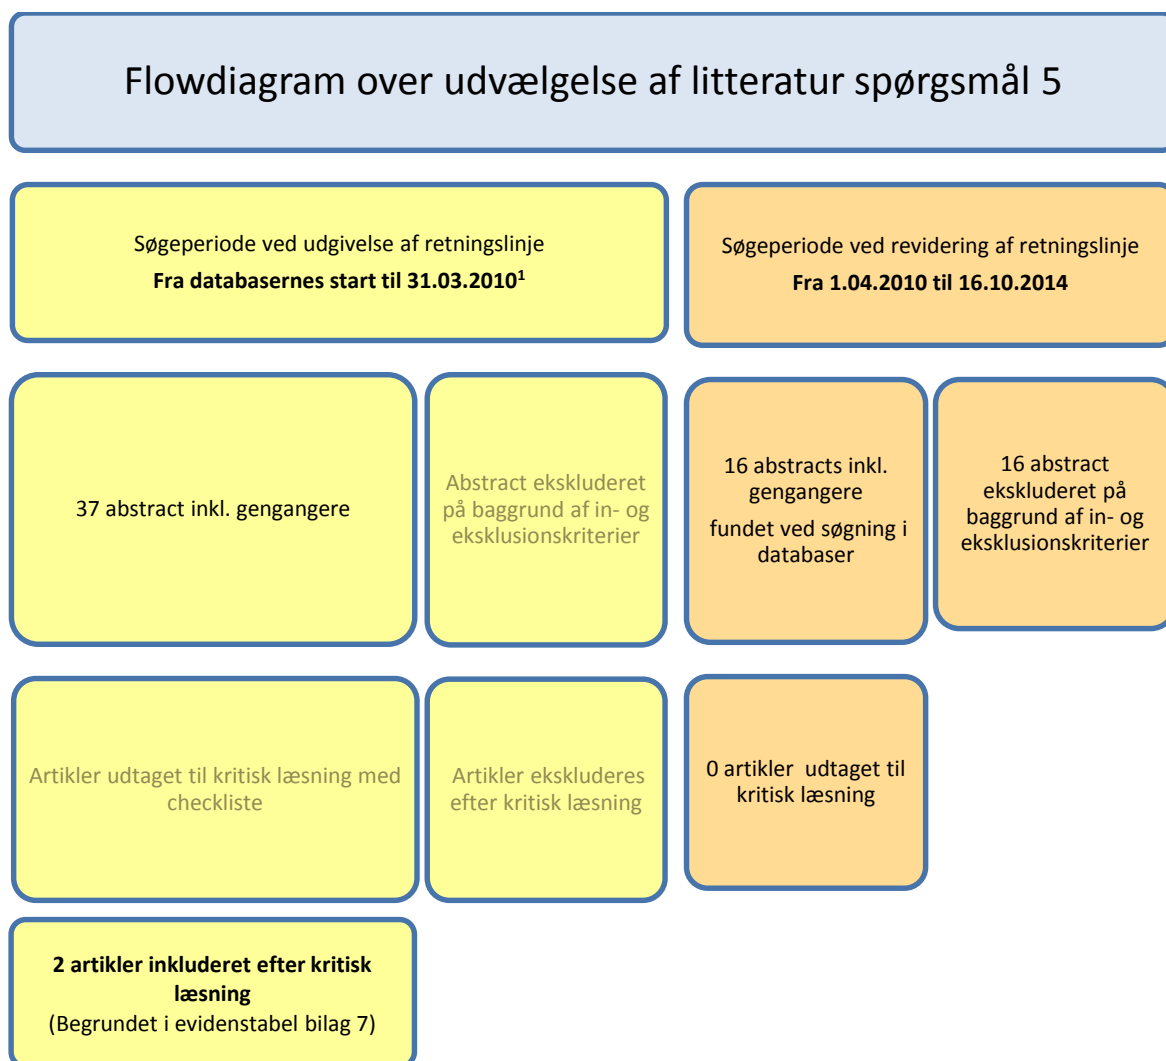 Flowdiagram over udvælgelse af litteratur spørgsmål 5
Søgeperiode ved udgivelse af retningslinje
Fra databasernes start til 31.03.2010¹
Søgeperiode ved revidering af retningslinje
Fra 1.04.2010 til 16.10.2014
37 abstract inkl. gengangere
Abstract ekskluderet
på baggrund af in- og
eksklusionskriterier
16 abstracts inkl.
gengangere
fundet ved søgning i
databaser
16 abstract
ekskluderet på
baggrund af in- og
eksklusionskriterier
Artikler udtaget til kritisk læsning med
checkliste
Artikler ekskluderes
efter kritisk læsning
0 artikler udtaget til
kritisk læsning
2 artikler inkluderet efter kritisk
læsning
(Begrundet i evidenstabel bilag 7)